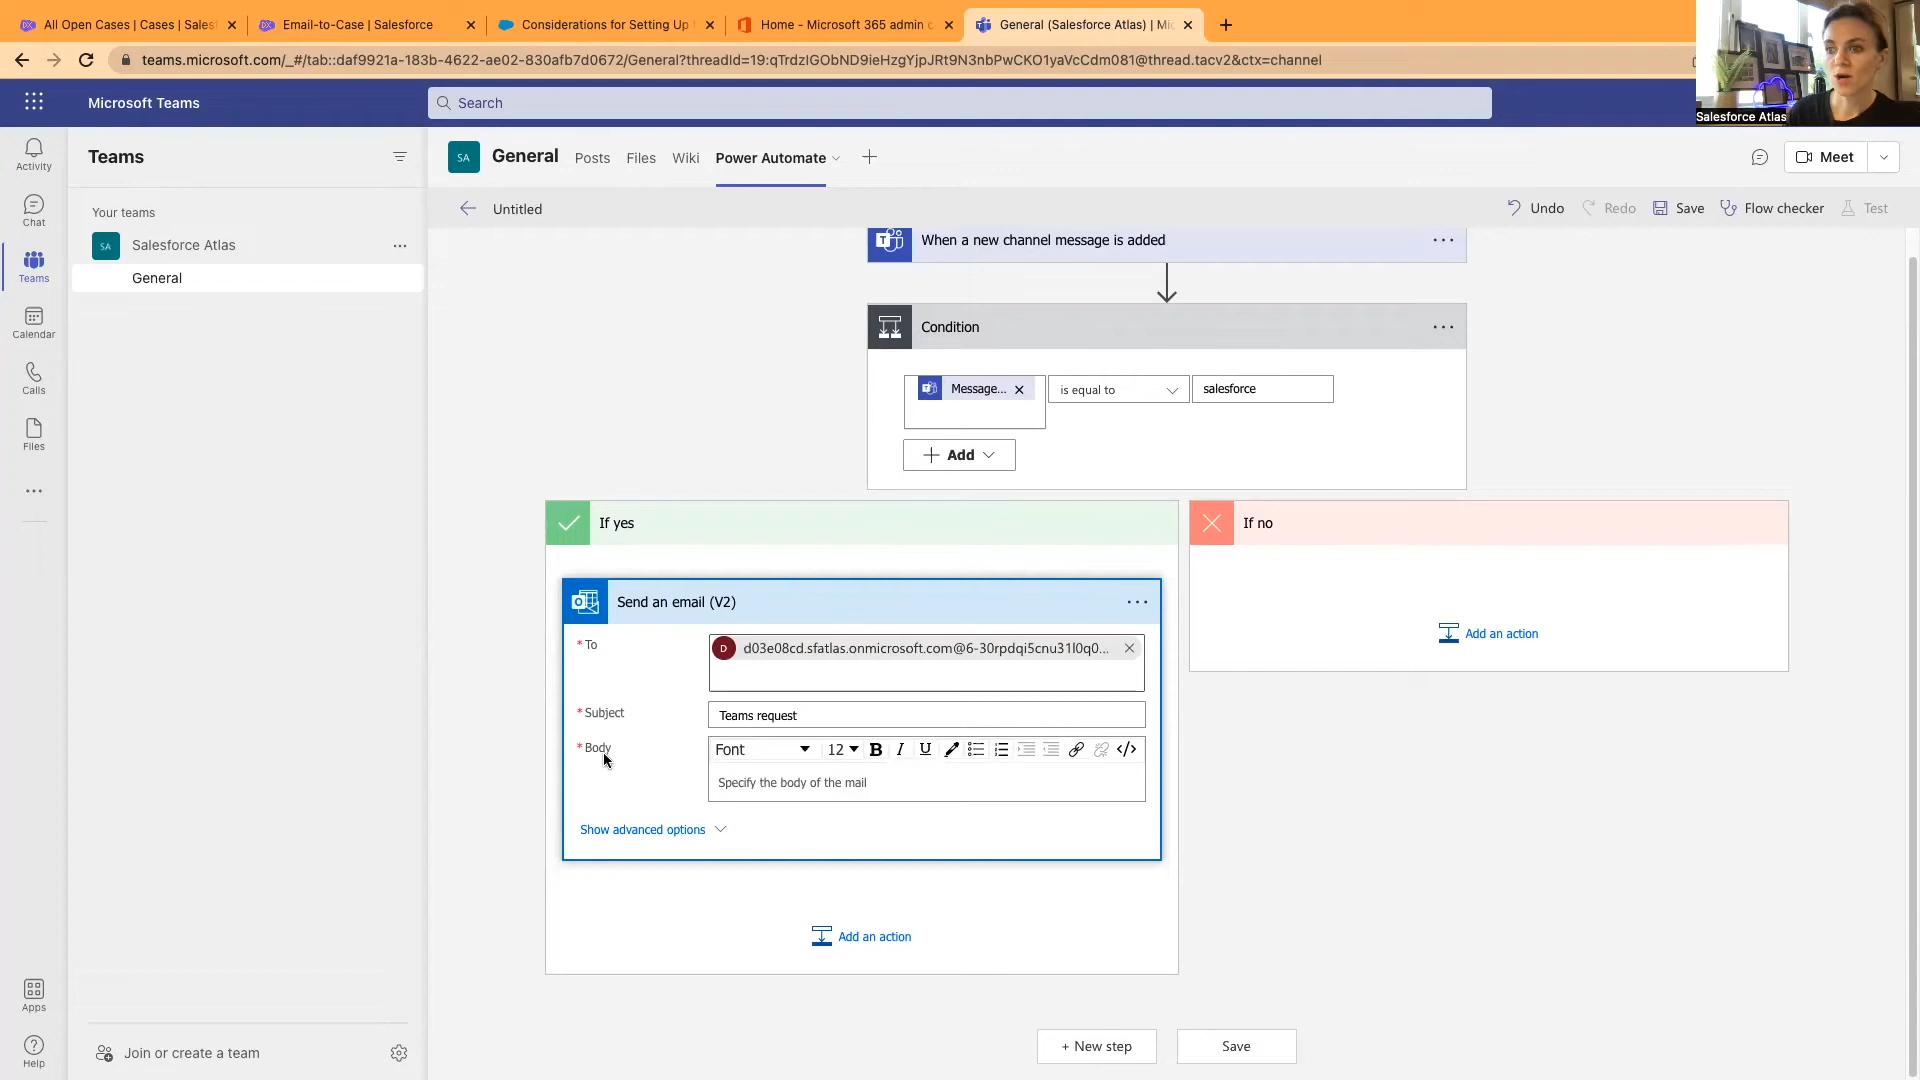 All Open Cases | Cases | Sales
Email-to-Case | Salesforce
Considerations for Setting Up
Home - Microsoft 365 admin c
General (Salesforce Atlas) | Mic
teams.microsoft.com/_#/tab::daf9921a-183b-4622-ae02-830afb7d0672/General?threadId=19:qTrdzIGObND9ieHzgYjpJRt9N3nbPwCKO1yaVcCdm081@thread.tacv2&ctx=channel
Salesforce Atlas
Microsoft Teams
Search
Activity
Chat
Teams
Calendar
Calls
Files
Apps
Help
Teams
Your teams
SA
Salesforce Atlas
General
Join or create a team
SA
General
Posts
Files
Wiki
Power Automate
Meet
Untitled
Undo
Redo
Save
Flow checker
Test
When a new channel message is added
Condition
Message...
is equal to
salesforce
Add
If yes
If no
Send an email (V2)
* To
D
d03e08cd.sfatlas.onmicrosoft.com@6-30rpdqi5cnu31l0q0...
* Subject
Teams request
* Body
Font
12
B
I
U
</>
Specify the body of the mail
Show advanced options
Add an action
Add an action
+ New step
Save